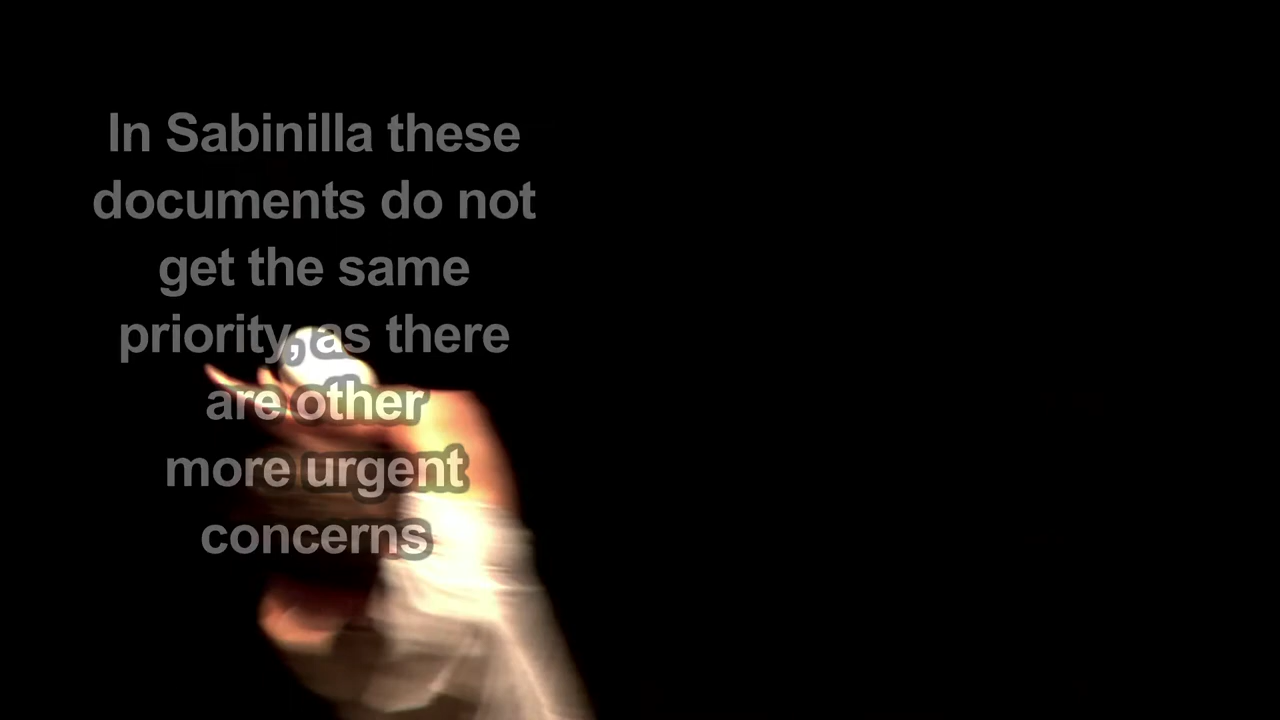 In Sabinilla these
documents do not
get the same
priority, as there
are other
more urgent
concerns